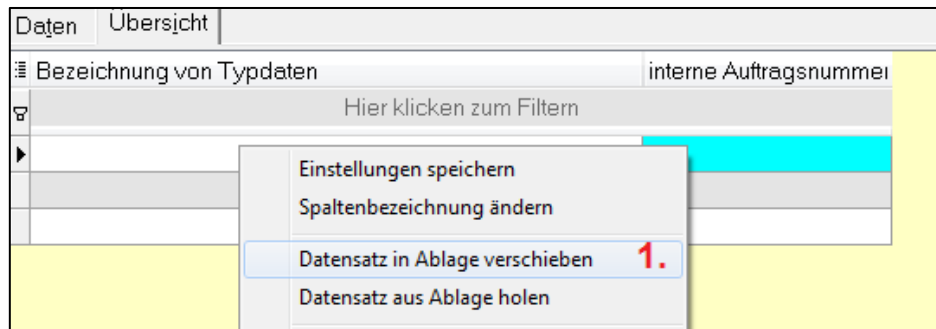 Daten Übersicht
Bezeichnung von Typdaten interne Auftragsnummer
Hier klicken zum Filtern
Einstellungen speichern
Spaltenbezeichnung ändern
Datensatz in Ablage verschieben 1.
Datensatz aus Ablage holen